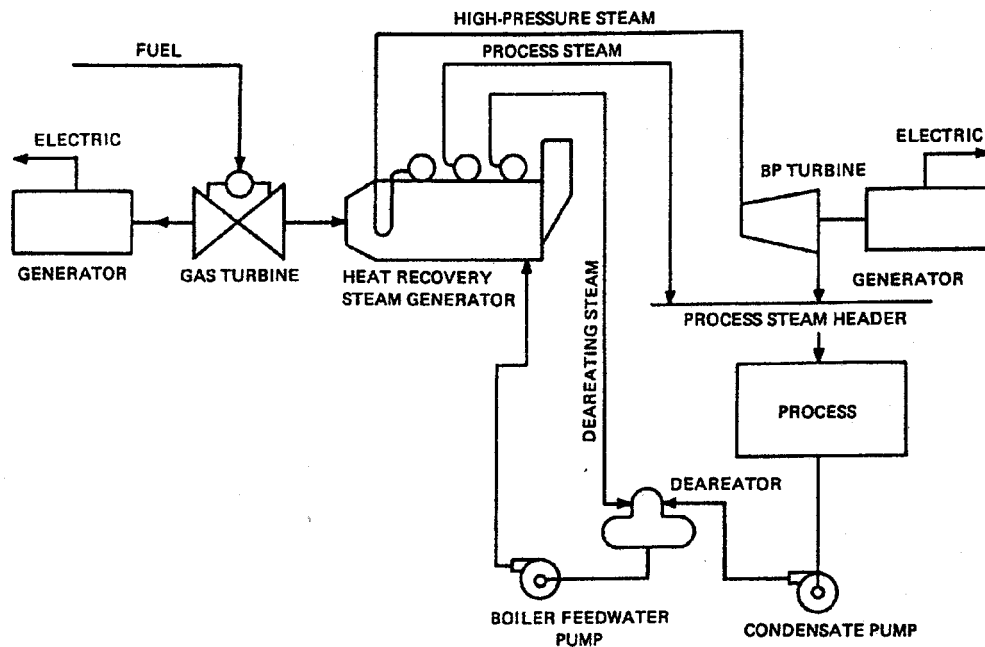 HIGH-PRESSURE STEAM
PROCESS STEAM
FUEL
ELECTRIC
GENERATOR
GAS TURBINE
HEAT RECOVERY
STEAM GENERATOR
DEAREATING STEAM
BP TURBINE
ELECTRIC
GENERATOR
PROCESS STEAM HEADER
PROCESS
DEAREATOR
BOILER FEEDWATER
PUMP
CONDENSATE PUMP